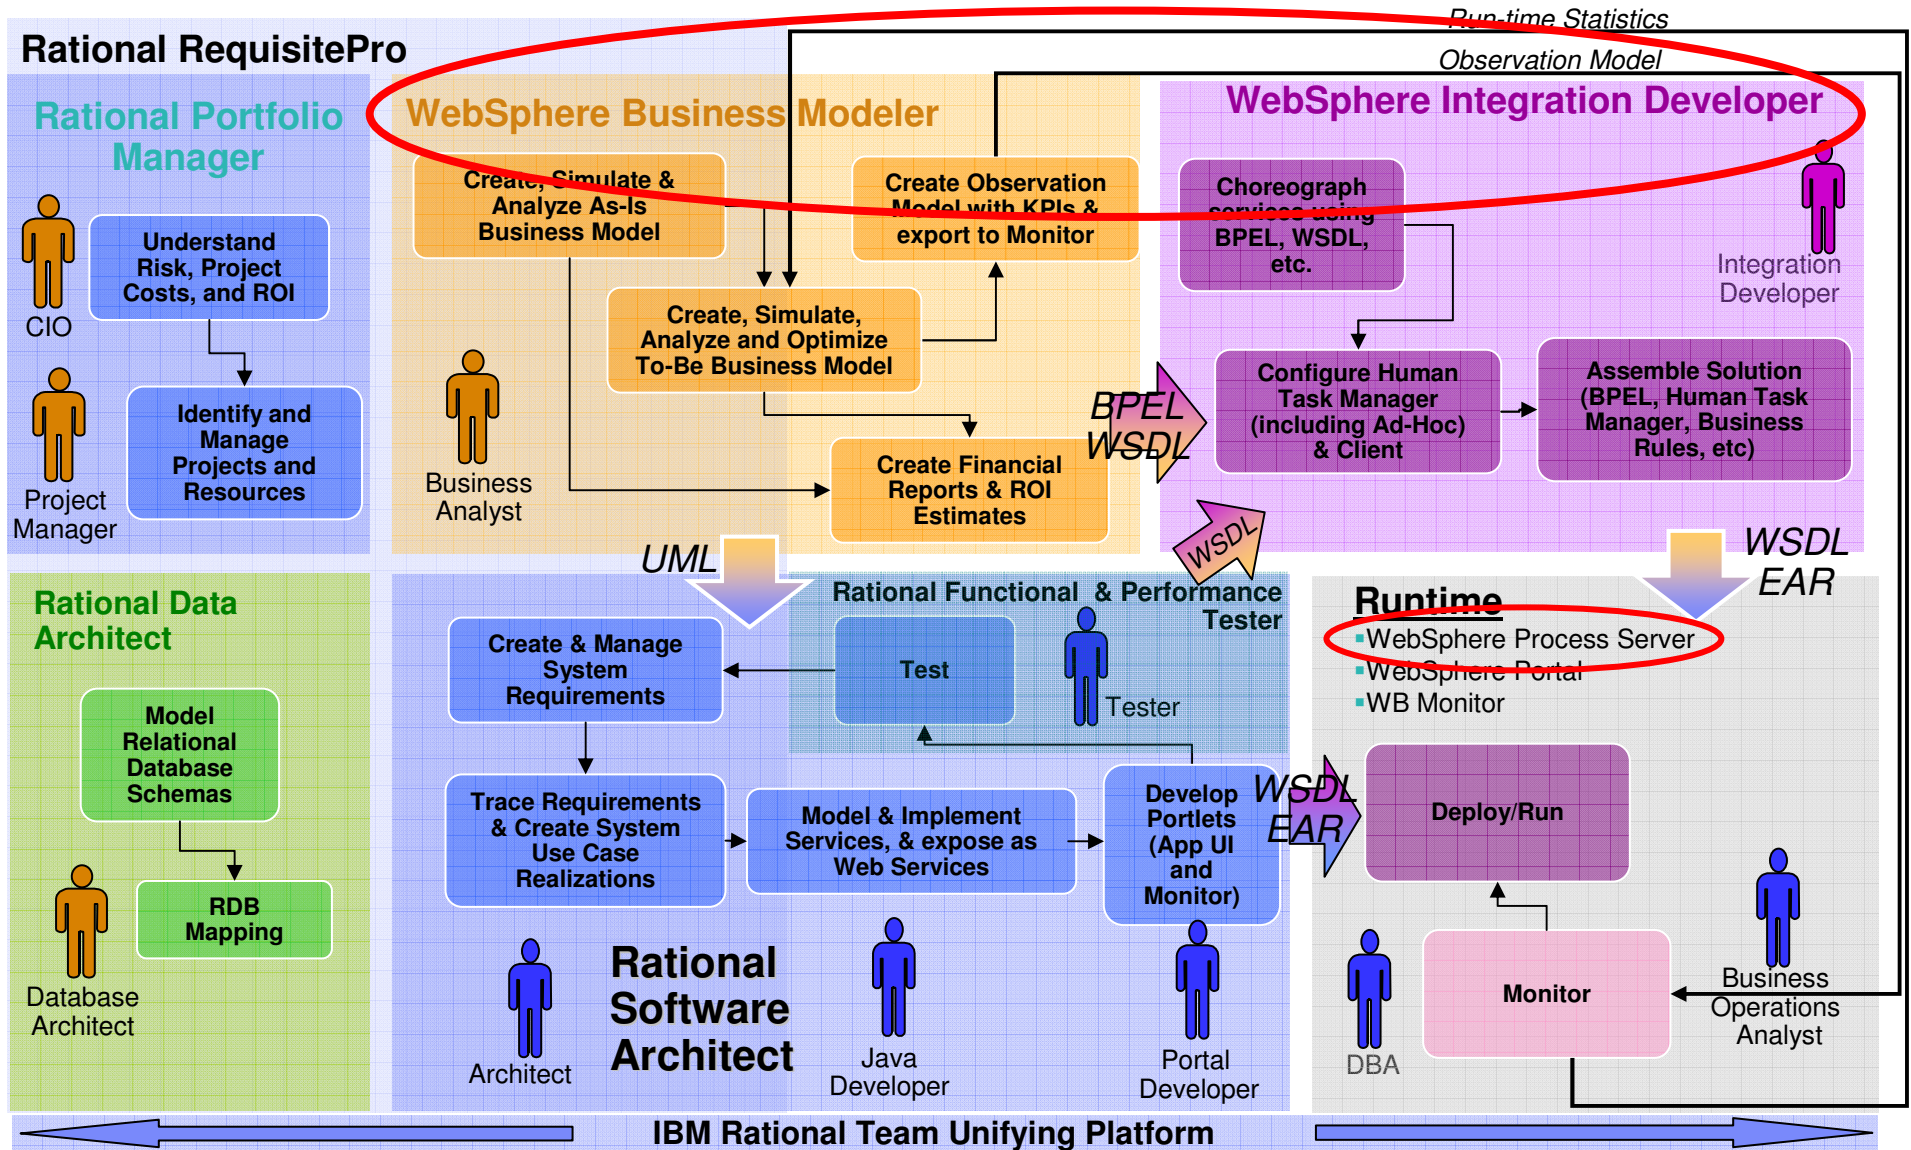 Run-time Statistics
Observation Model
Rational RequisitePro
Rational Portfolio
Manager
CIO
Understand
Risk, Project
Costs, and ROI
Project
Manager
Identify and
Manage
Projects and
Resources
WebSphere Business Modeler
Create, Simulate &
Analyze As-Is
Business Model
Create Observation
Model with KPIs &
export to Monitor
Create, Simulate,
Analyze and Optimize
To-Be Business Model
Business
Analyst
Create Financial
Reports & ROI
Estimates
BPEL
WSDL
WebSphere Integration Developer
Choreograph
services using
BPEL, WSDL,
etc.
Integration
Developer
Configure Human
Task Manager
(including Ad-Hoc)
& Client
Assemble Solution
(BPEL, Human Task
Manager, Business
Rules, etc)
UML
WSDL
WSDL
EAR
Rational Data
Architect
Model
Relational
Database
Schemas
RDB
Mapping
Database
Architect
Create & Manage
System
Requirements
Rational Functional & Performance
Tester
Test
Tester
Trace Requirements
& Create System
Use Case
Realizations
Model & Implement
Services, & expose as
Web Services
Develop
Portlets
(App UI
and
Monitor)
WSDL
EAR
Architect
Rational
Software
Architect
Java
Developer
Portal
Developer
Runtime
▪WebSphere Process Server
▪WebSphere Portal
▪WB Monitor
Deploy/Run
Monitor
DBA
Business
Operations
Analyst
IBM Rational Team Unifying Platform